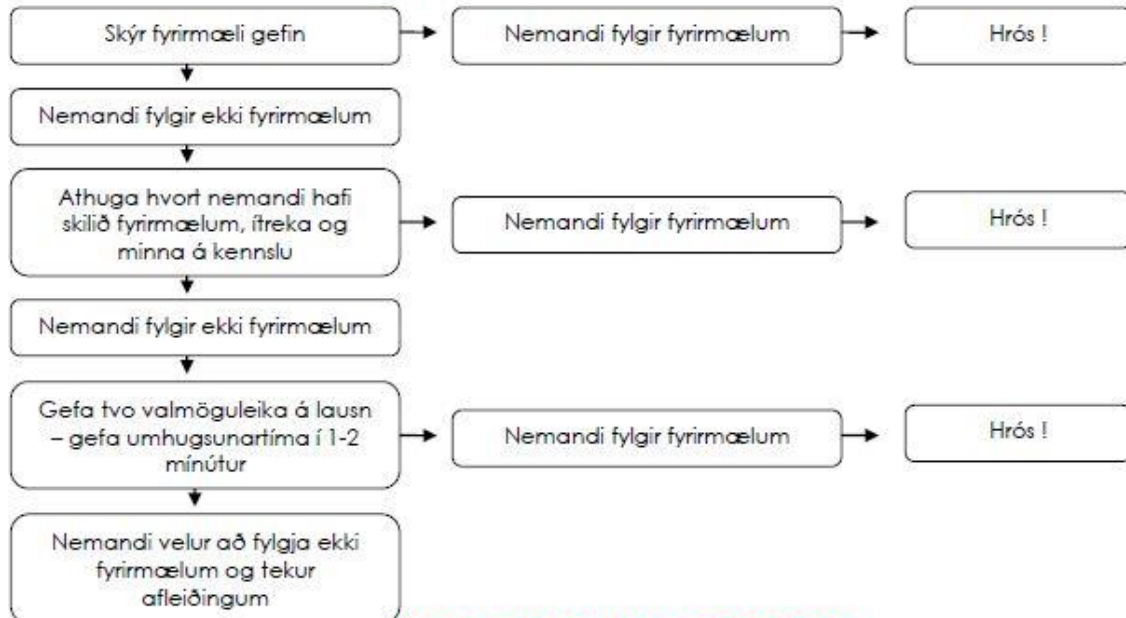 Skýr fyrirmæli gefin
Nemandi fylgir fyrirmælum
Hrós !
Nemandi fylgir ekki fyrirmælum
Athuga hvort nemandi hafi
skilið fyrirmælum, ítreka og
minna á kennslu
Nemandi fylgir fyrirmælum
Hrós !
Nemandi fylgir ekki fyrirmælum
Gefa tvo valmöguleika á lausn
– gefa umhugsunartíma í 1-2
mínútur
Nemandi fylgir fyrirmælum
Hrós !
Nemandi velur að fylgja ekki
fyrirmælum og tekur
afleiðingum